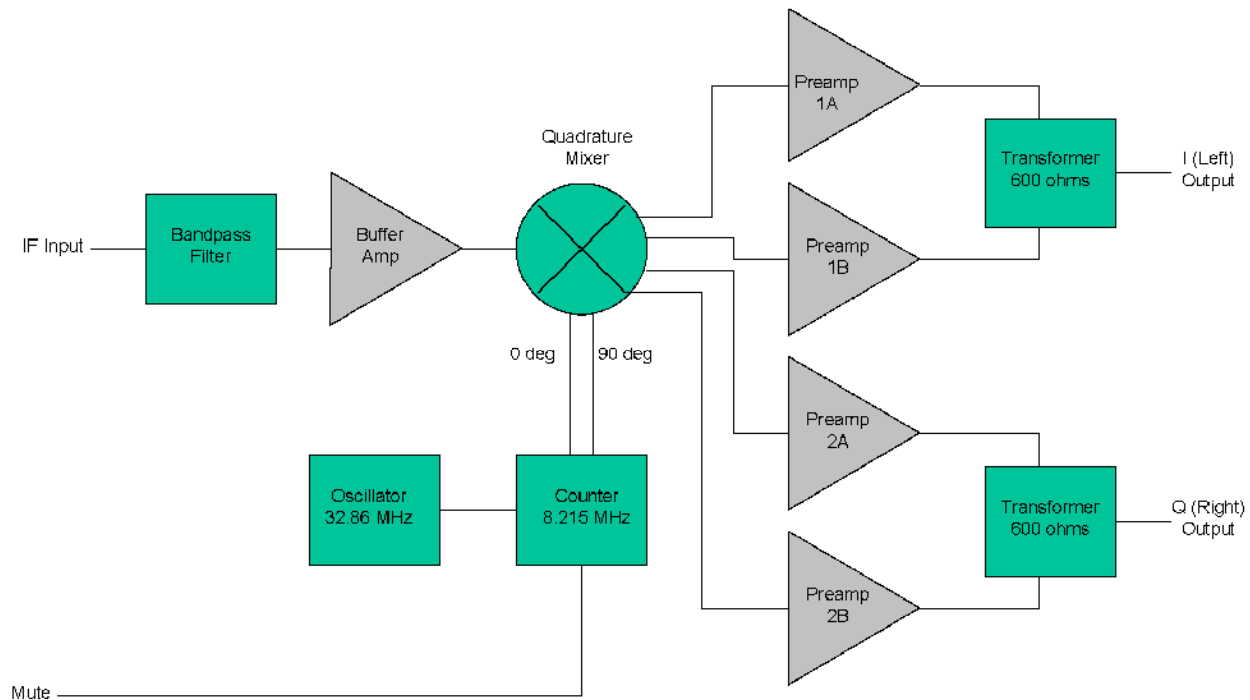 Preamp
1A
Quadrature
Mixer
Transformer
600 ohms
I (Left)
Output
IF Input
Bandpass
Filter
Buffer
Amp
Preamp
1B
0 deg
90 deg
Preamp
2A
Oscillator
32.86 MHz
Counter
8.215 MHz
Transformer
600 ohms
Q (Right)
Output
Preamp
2B
Mute